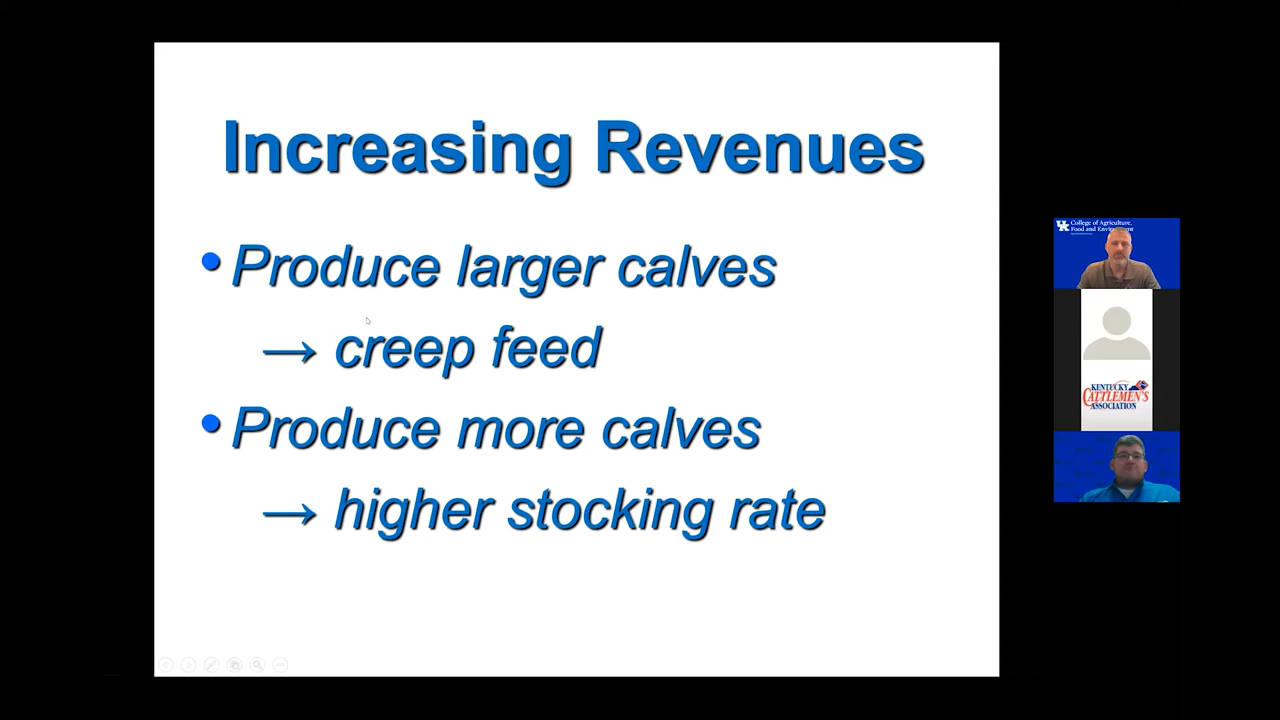 Increasing Revenues
• Produce larger calves
→ creep feed
• Produce more calves
→ higher stocking rate
UK College of Agriculture,
Food and Environment
KENTUCKY
CATTLEMEN'S
ASSOCIATION